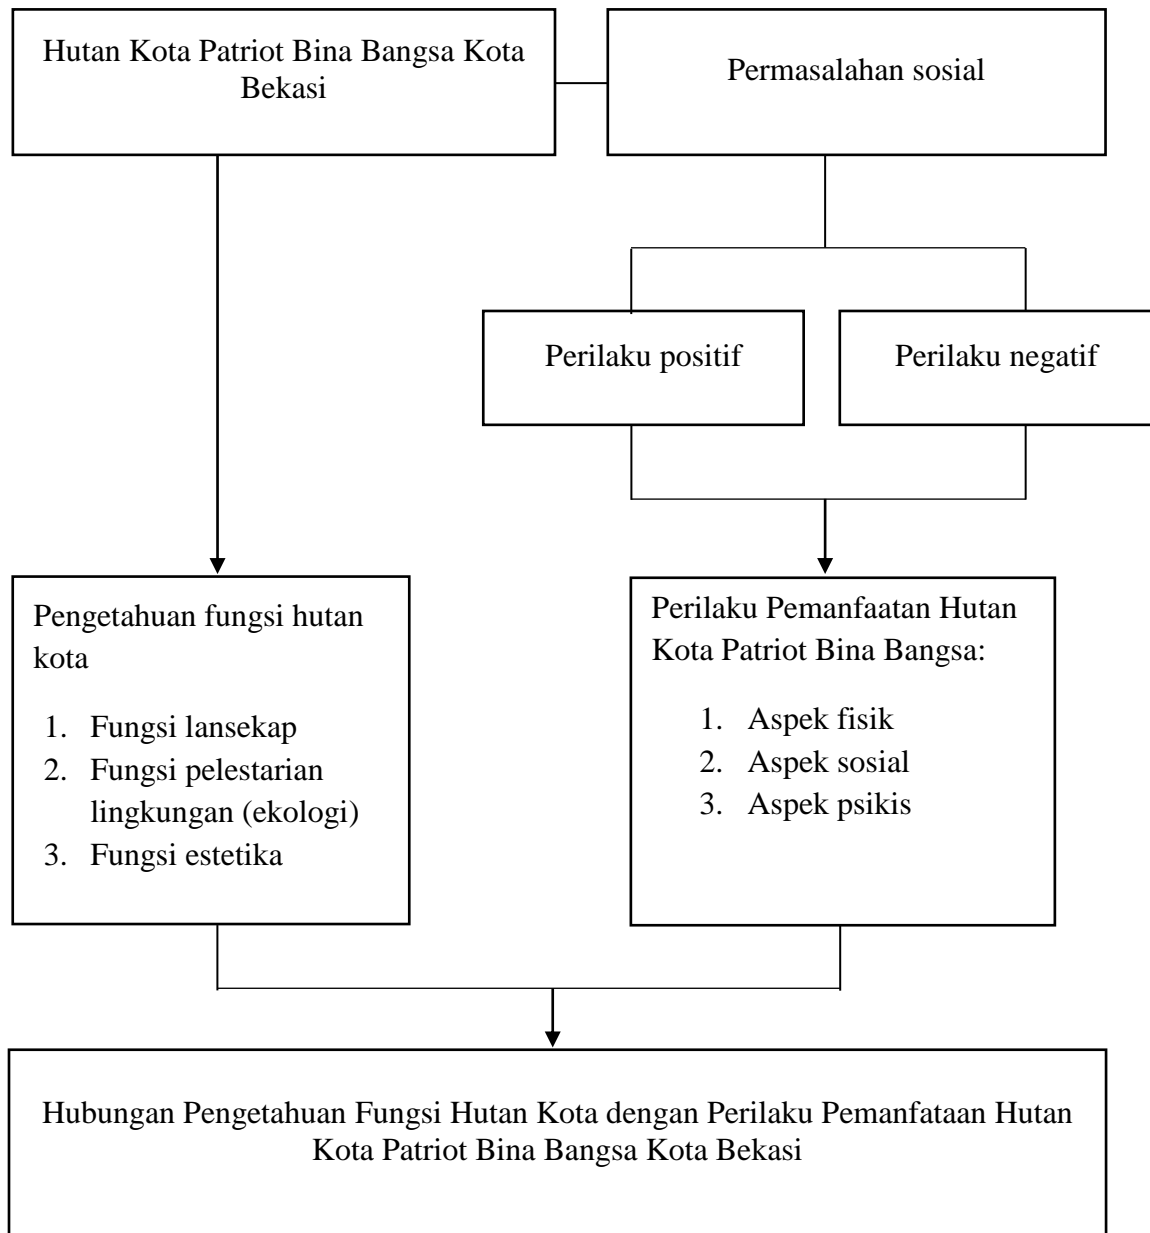 Hutan Kota Patriot Bina Bangsa Kota
Bekasi
Permasalahan sosial
Perilaku positif
Perilaku negatif
Pengetahuan fungsi hutan
kota
1. Fungsi lansekap
2. Fungsi pelestarian
lingkungan (ekologi)
3. Fungsi estetika
Perilaku Pemanfaatan Hutan
Kota Patriot Bina Bangsa:
1. Aspek fisik
2. Aspek sosial
3. Aspek psikis
Hubungan Pengetahuan Fungsi Hutan Kota dengan Perilaku Pemanfataan Hutan
Kota Patriot Bina Bangsa Kota Bekasi